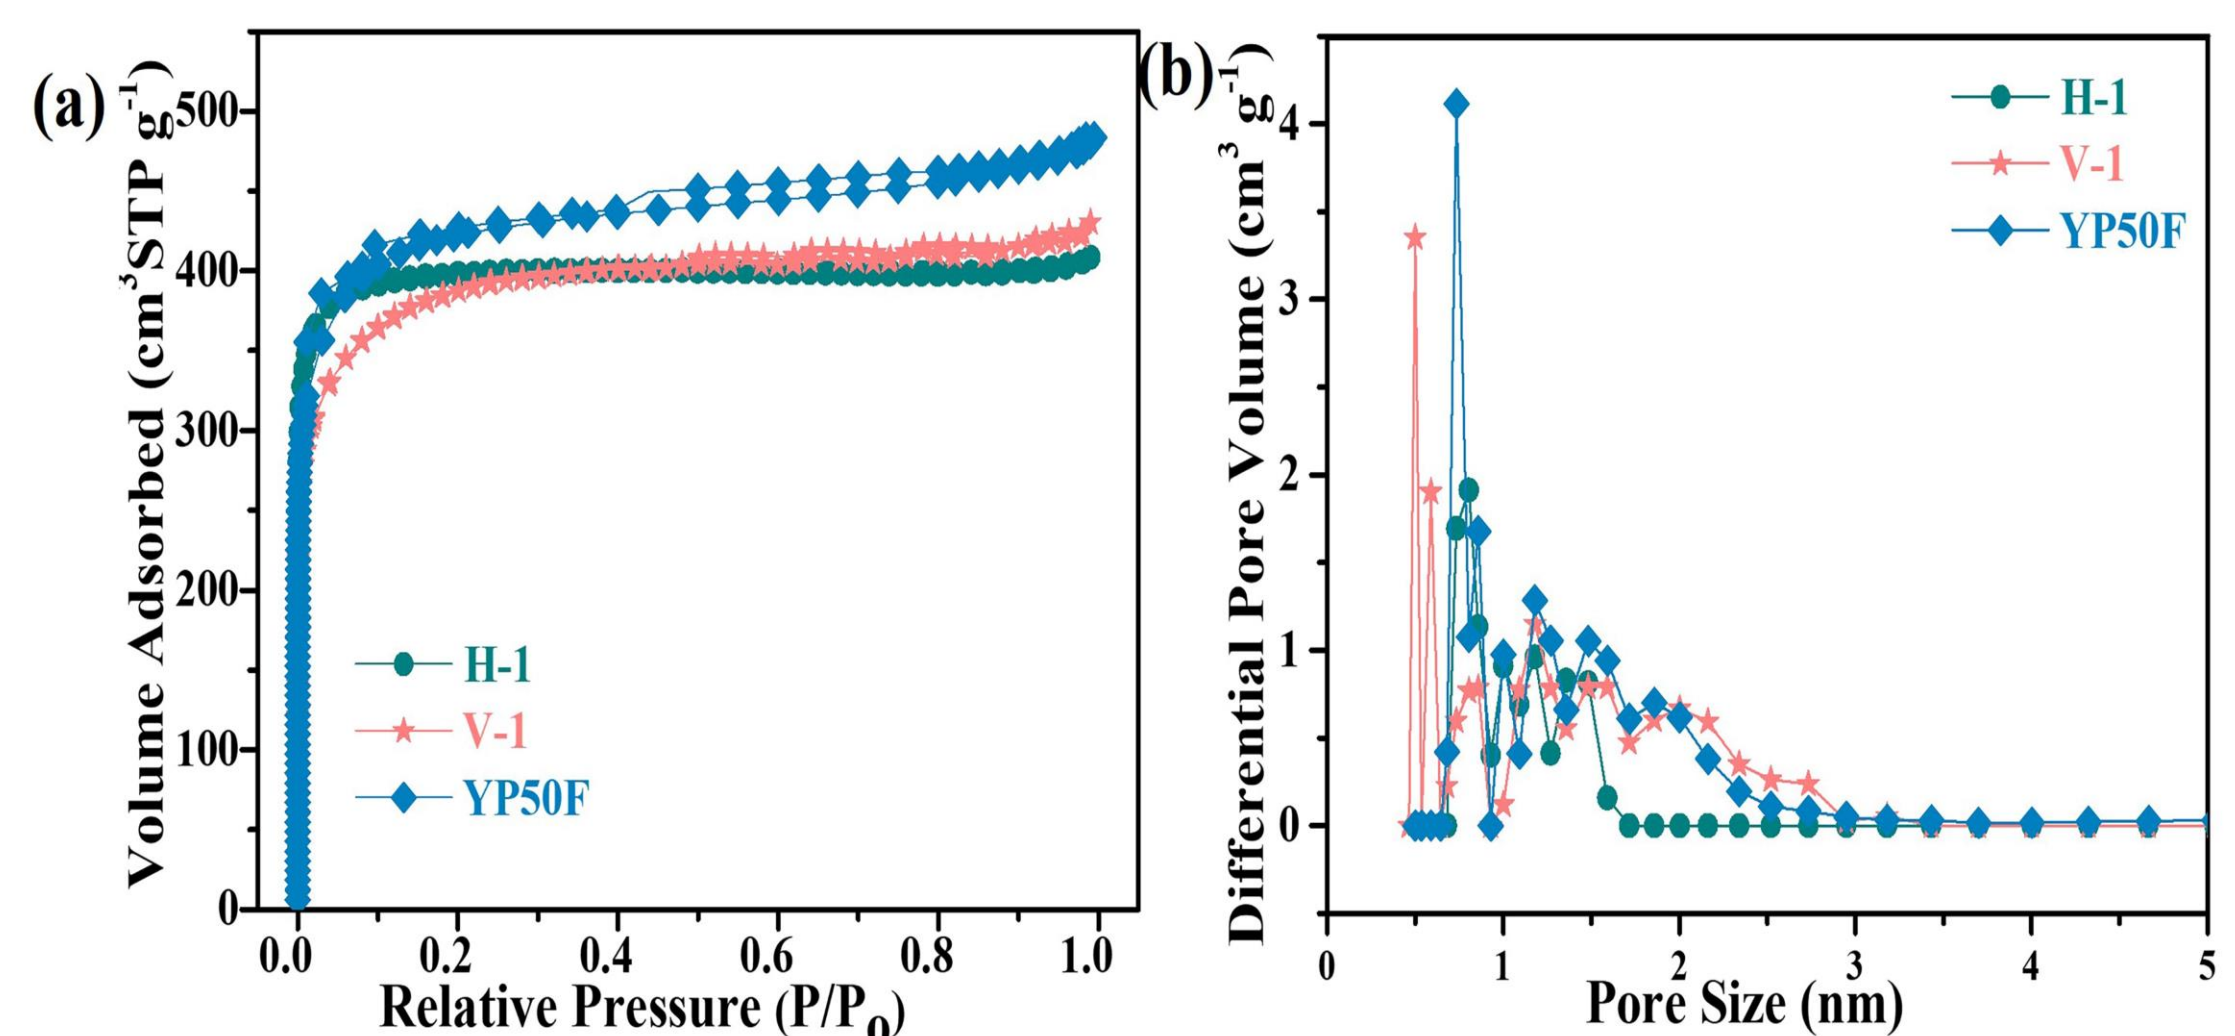 (a)
Volume Adsorbed (cm³STP g⁻¹)
500
400
300
200
100
0
H-1
V-1
YP50F
0.0 0.2 0.4 0.6 0.8 1.0
Relative Pressure (P/Po)
(b)
Differential Pore Volume (cm³ g⁻¹)
4
3
2
1
0
H-1
V-1
YP50F
0 1 2 3 4 5
Pore Size (nm)